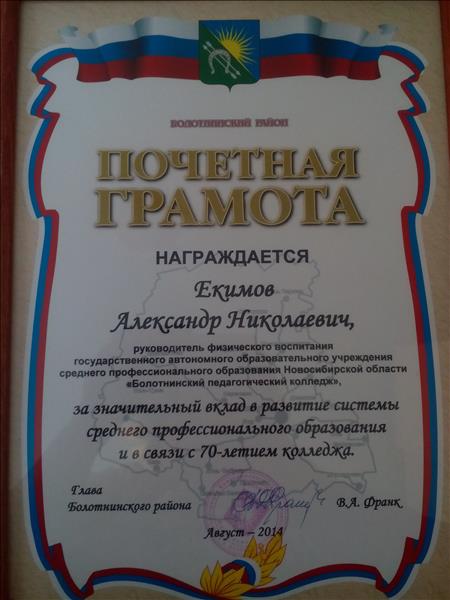 БОЛОТНИНСКИЙ РАЙОН
ПОЧЕТНАЯ
ГРАМОТА
НАГРАЖДАЕТСЯ
Екимов
Александр Николаевич,
руководитель физического воспитания
государственного автономного образовательного учреждения
среднего профессионального образования Новосибирской области
«Болотнинский педагогический колледж»,
за значительный вклад в развитие системы
среднего профессионального образования
и в связи с 70-летием колледжа.
Глава
Болотнинского района
В.А. Франк
Август – 2014